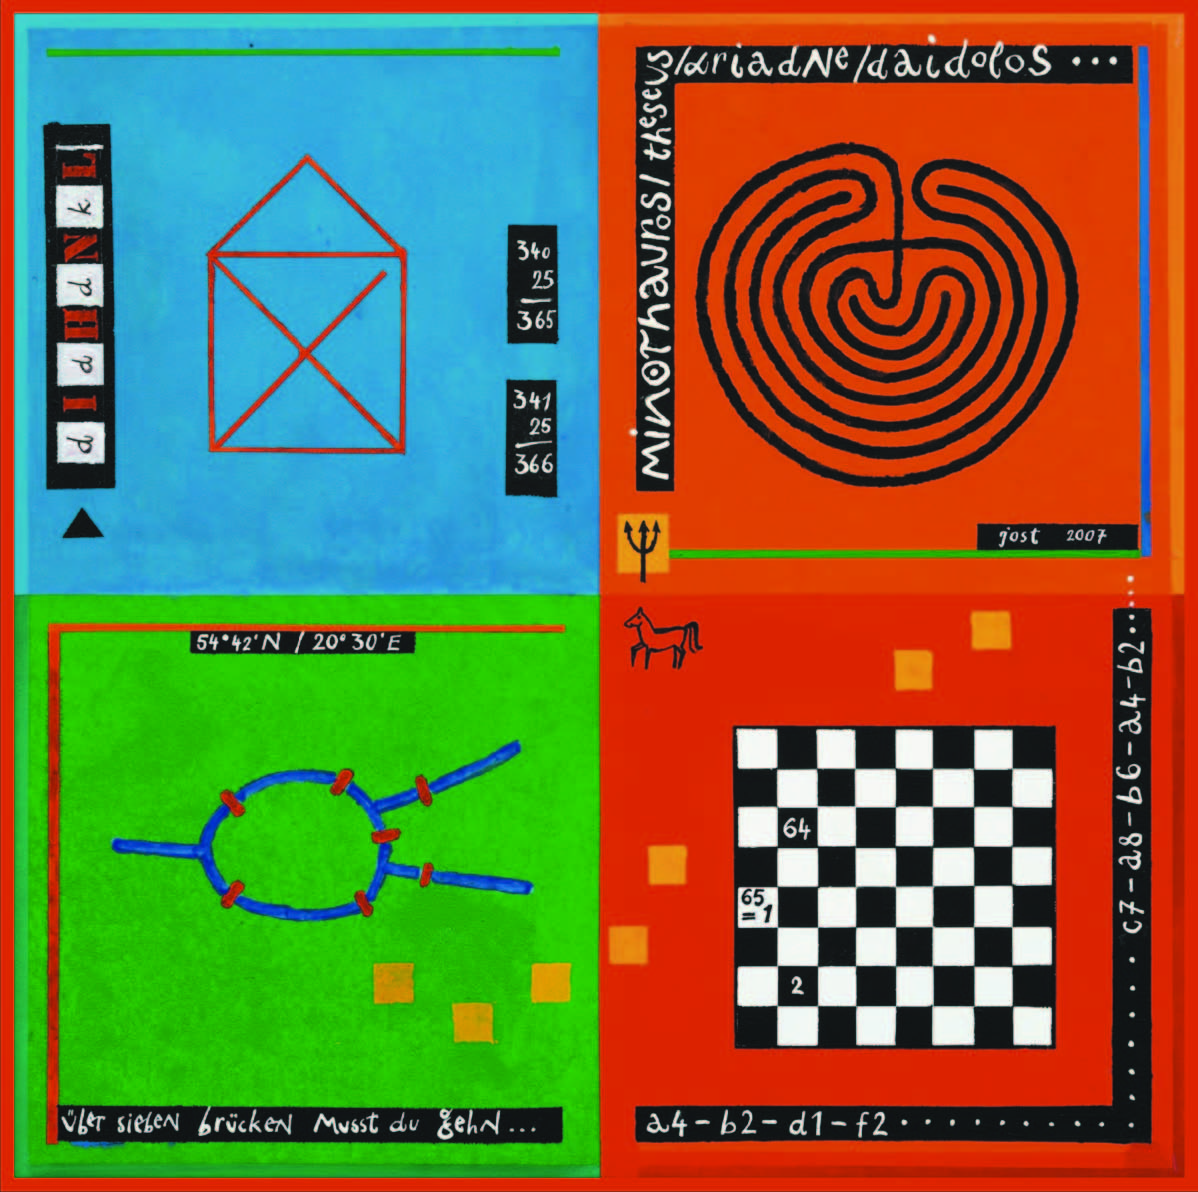 d I d H d N k L
340
25
365
341
25
366
minothauros/ theseus
/ariadne/daidolos ...
jost 2007
54°42'N / 20°30'E
über sieben brücken musst du gehn...
64
65
=1
2
a4-b2-d1-f2............
......c7-a8-b6-a4-b2.....